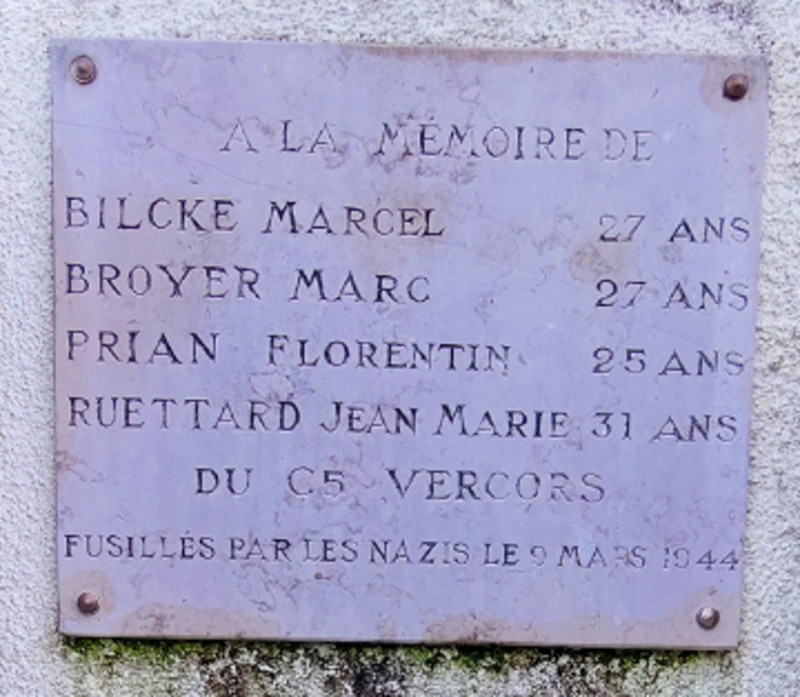 A LA MÉMOIRE DE
BILCKE MARCEL 27 ANS
BROYER MARC 27 ANS
PRIAN FLORENTIN 25 ANS
RUETTARD JEAN MARIE 31 ANS
DU C5 VERCORS
FUSILLÉS PAR LES NAZIS LE 9 MARS 1944